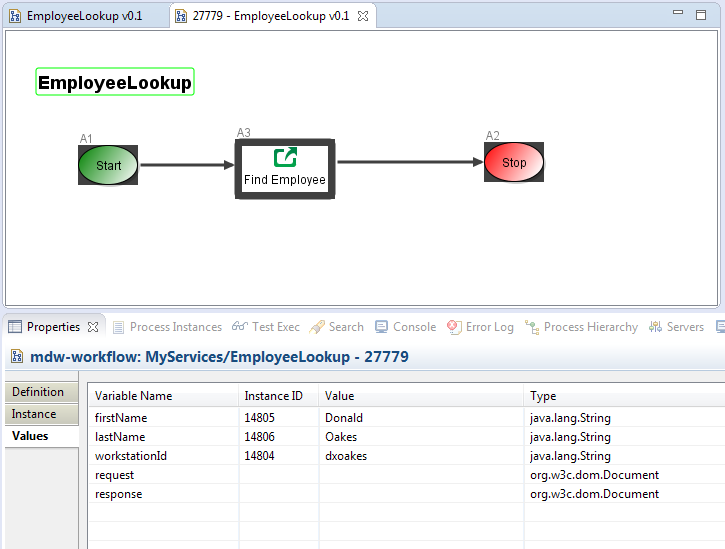 EmployeeLookup v0.1 27779 - EmployeeLookup v0.1
EmployeeLookup
A1 A3 A2
Start Find Employee Stop
Properties Process Instances Test Exec Search Console Error Log Process Hierarchy Servers
mdw-workflow: MyServices/EmployeeLookup - 27779
Definition Variable Name Instance ID Value Type
Instance firstName 14805 Donald java.lang.String
Values lastName 14806 Oakes java.lang.String
workstationId 14804 dxoakes java.lang.String
request org.w3c.dom.Document
response org.w3c.dom.Document